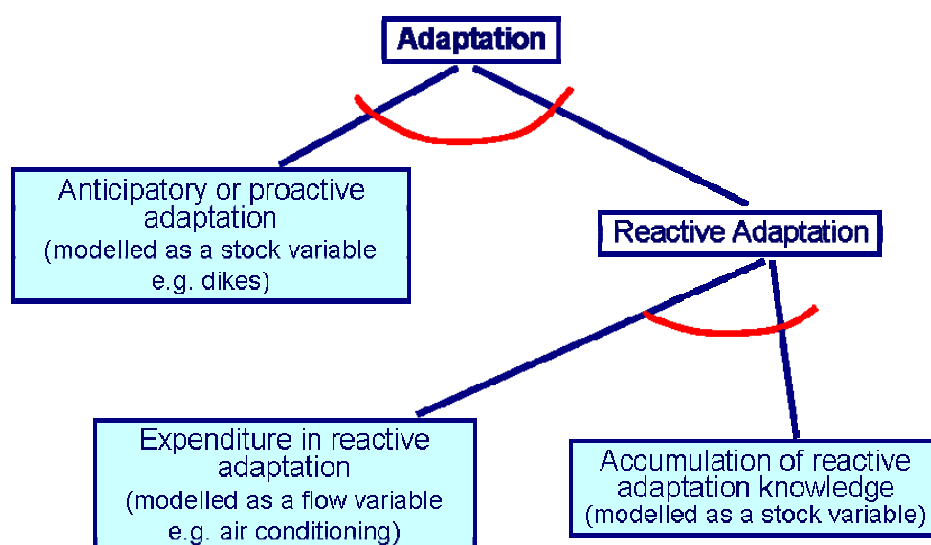 Adaptation
Anticipatory or proactive
adaptation
(modelled as a stock variable
e.g. dikes)
Reactive Adaptation
Expenditure in reactive
adaptation
(modelled as a flow variable
e.g. air conditioning)
Accumulation of reactive
adaptation knowledge
(modelled as a stock variable)